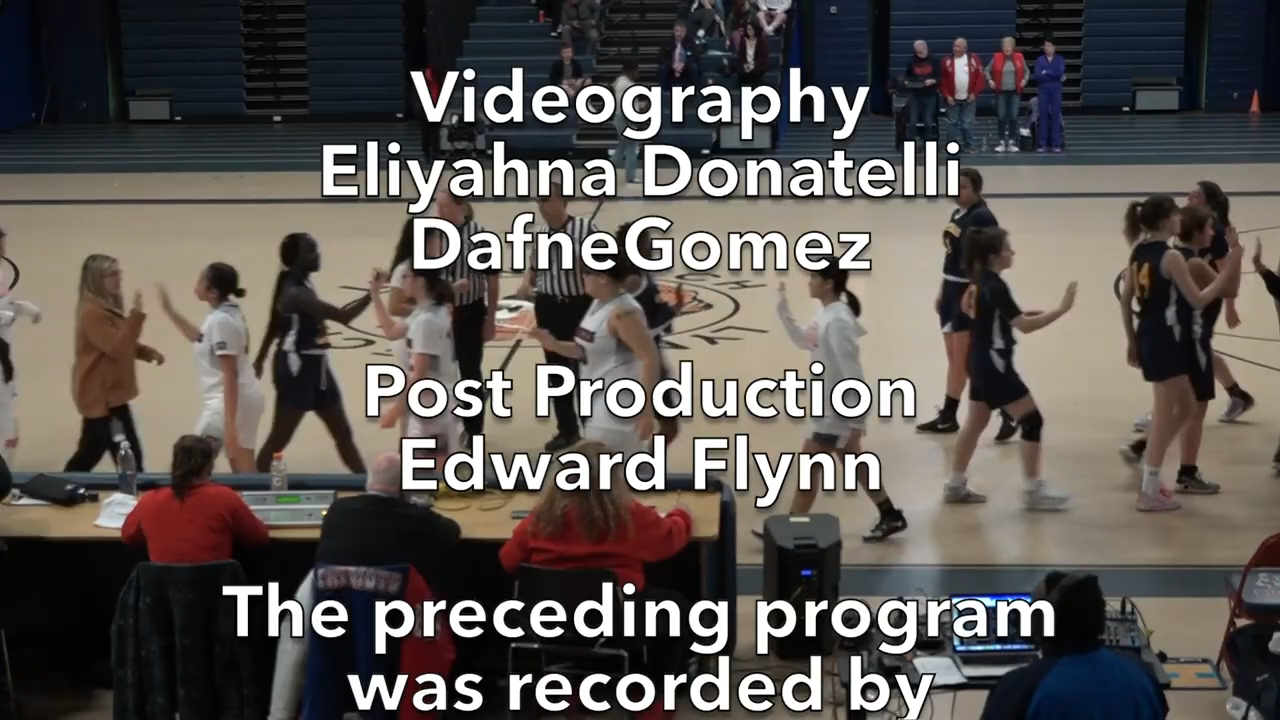 Videography
Eliyahna Donatelli
DafneGomez
Post Production
Edward Flynn
The preceding program
was recorded by